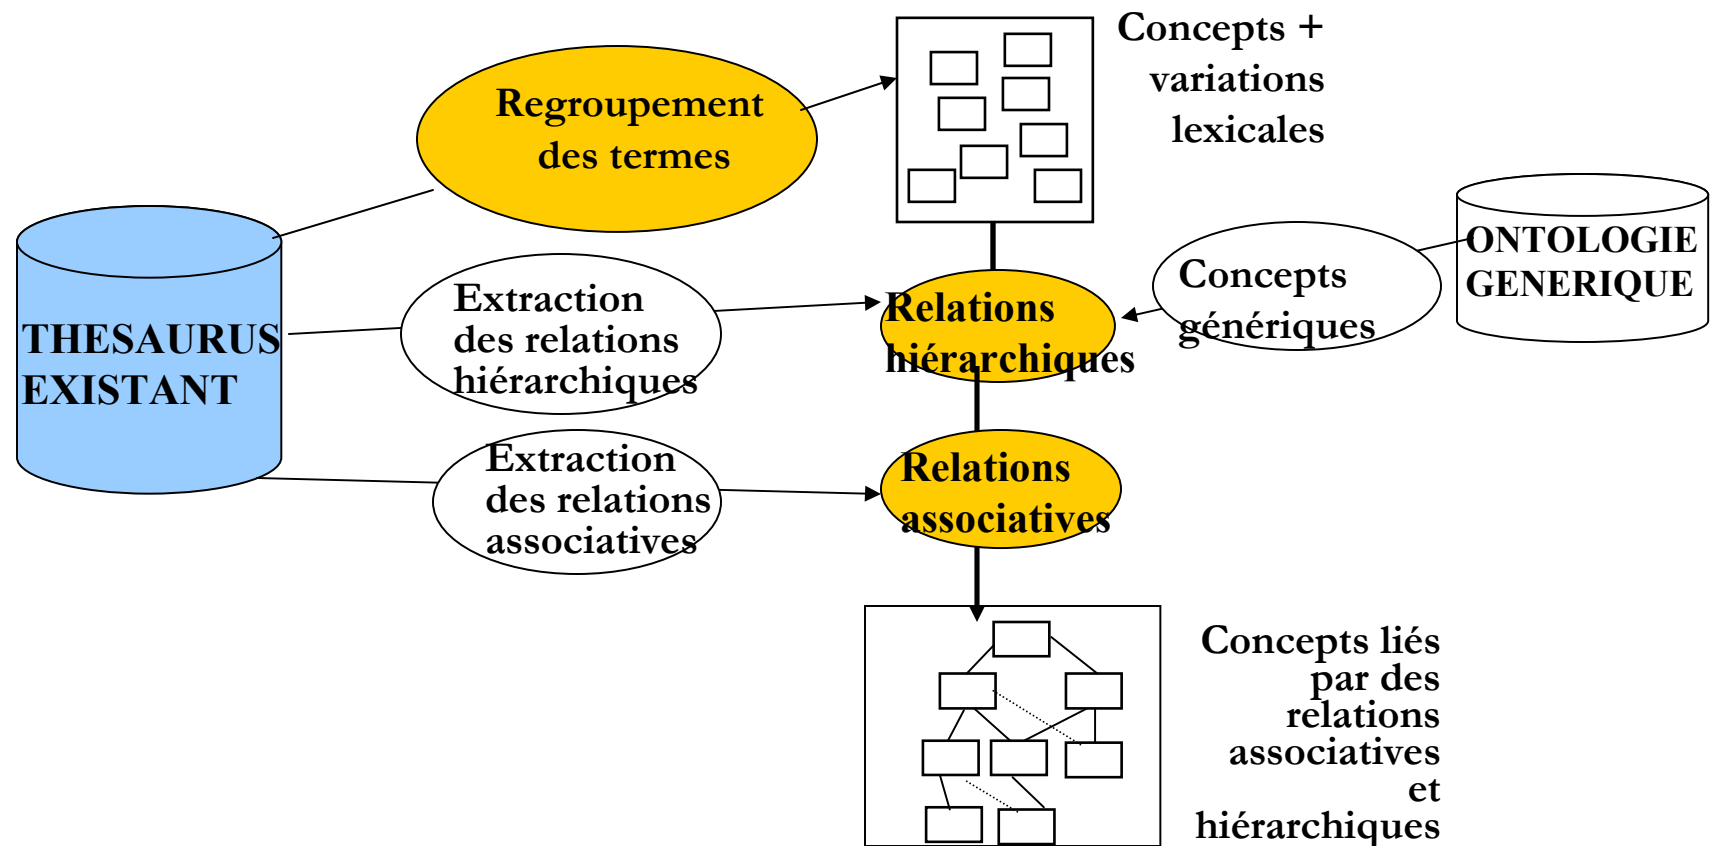 Concepts +
variations
lexicales
Regroupement
des termes
ONTOLOGIE
GENERIQUE
Concepts
génériques
THESAURUS
EXISTANT
Extraction
des relations
hiérarchiques
Relations
hiérarchiques
Extraction
des relations
associatives
Relations
associatives
Concepts liés
par des
relations
associatives
et
hiérarchiques